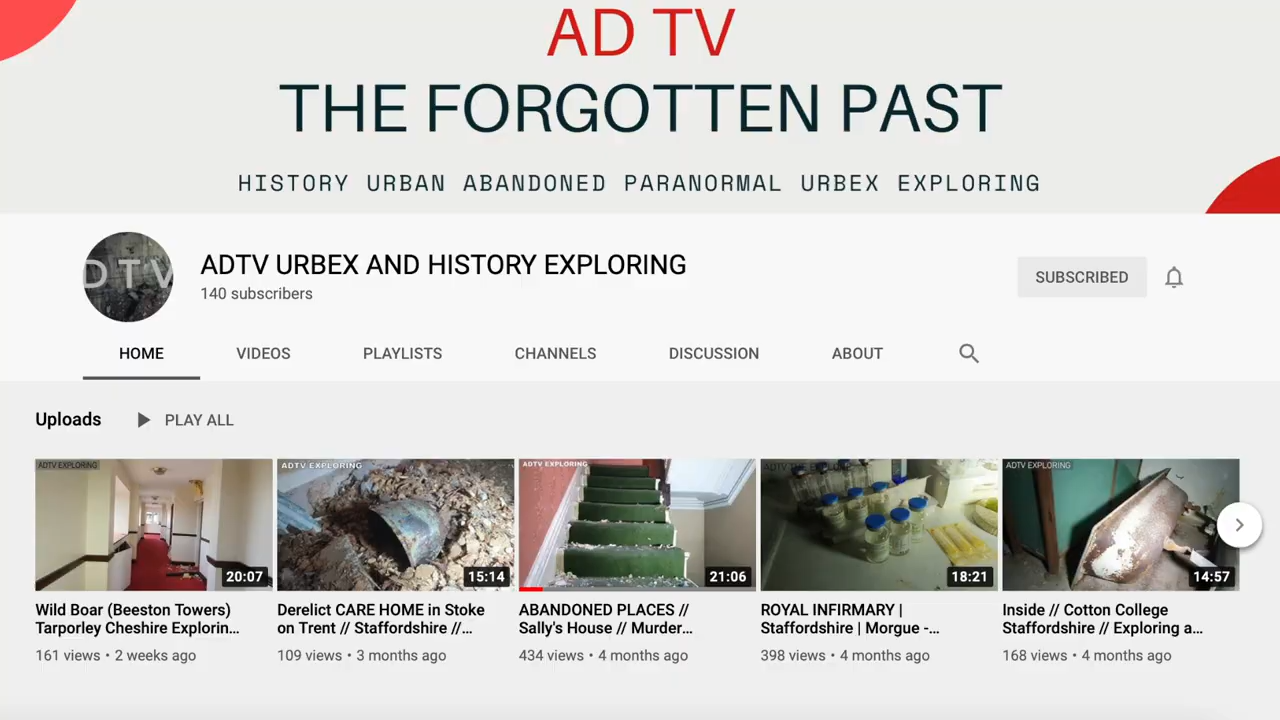 AD TV
THE FORGOTTEN PAST
HISTORY URBAN ABANDONED PARANORMAL URBEX EXPLORING
DTV
ADTV URBEX AND HISTORY EXPLORING
140 subscribers
SUBSCRIBED
HOME VIDEOS PLAYLISTS CHANNELS DISCUSSION ABOUT
Uploads PLAY ALL
ADTV EXPLORING
20:07
Wild Boar (Beeston Towers)
Tarporley Cheshire Explorin...
161 views • 2 weeks ago
ADTV EXPLORING
15:14
Derelict CARE HOME in Stoke
on Trent // Staffordshire //...
109 views • 3 months ago
ADTV EXPLORING
21:06
ABANDONED PLACES //
Sally's House // Murder...
434 views • 4 months ago
18:21
ROYAL INFIRMARY |
Staffordshire | Morgue -...
398 views • 4 months ago
ADTV EXPLORING
14:57
Inside // Cotton College
Staffordshire // Exploring a...
168 views • 4 months ago